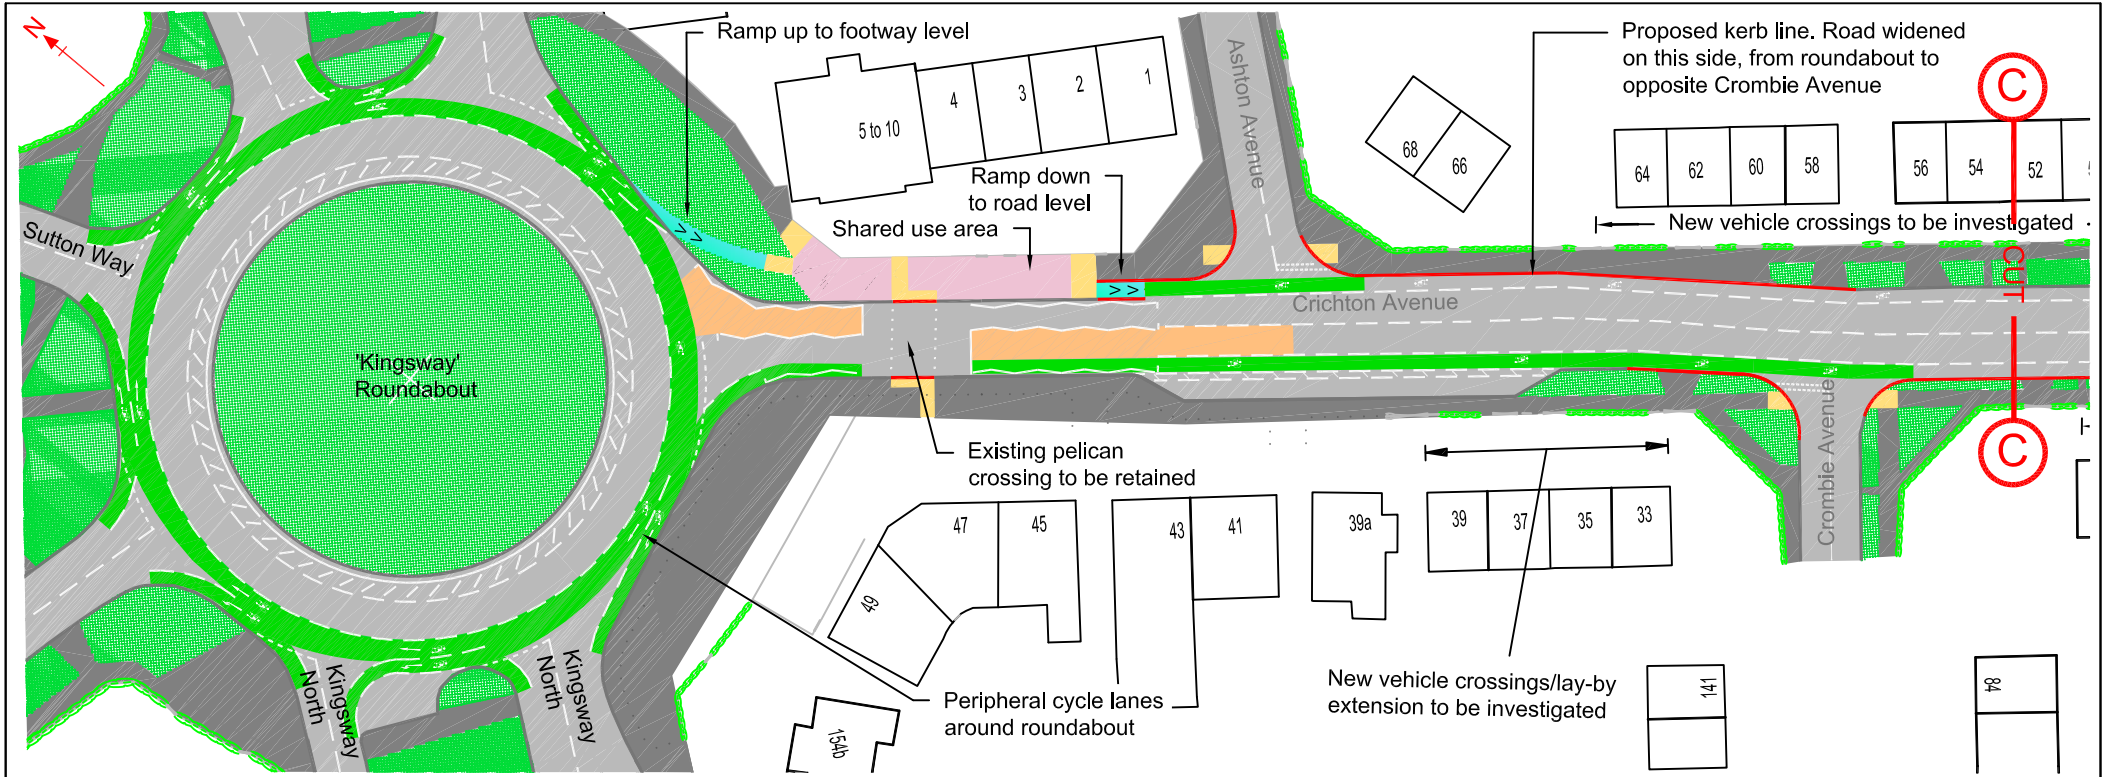 N
Ramp up to footway level
Proposed kerb line. Road widened
on this side, from roundabout to
opposite Crombie Avenue
C
5 to 10
4
3
2
1
Ashton Avenue
68
66
64
62
60
58
56
54
52
Ramp down
to road level
Shared use area
New vehicle crossings to be investigated
Sutton Way
CUT
Crichton Avenue
'Kingsway'
Roundabout
Existing pelican
crossing to be retained
C
Crombie Avenue
47
45
43
41
39a
39
37
35
33
49
Kingsway
North
Kingsway
North
Peripheral cycle lanes
around roundabout
New vehicle crossings/lay-by
extension to be investigated
154b
141
84